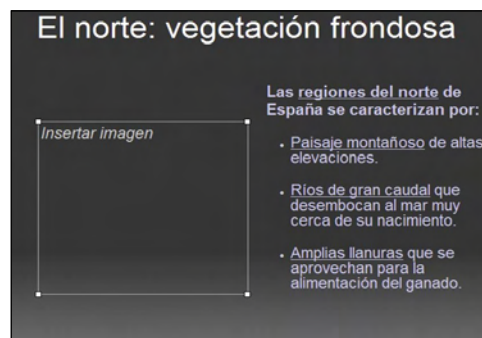 El norte: vegetación frondosa
Las regiones del norte de
España se caracterizan por:
Insertar imagen
• Paisaje montañoso de altas
elevaciones.
• Ríos de gran caudal que
desembocan al mar muy
cerca de su nacimiento.
• Amplias llanuras que se
aprovechan para la
alimentación del ganado.